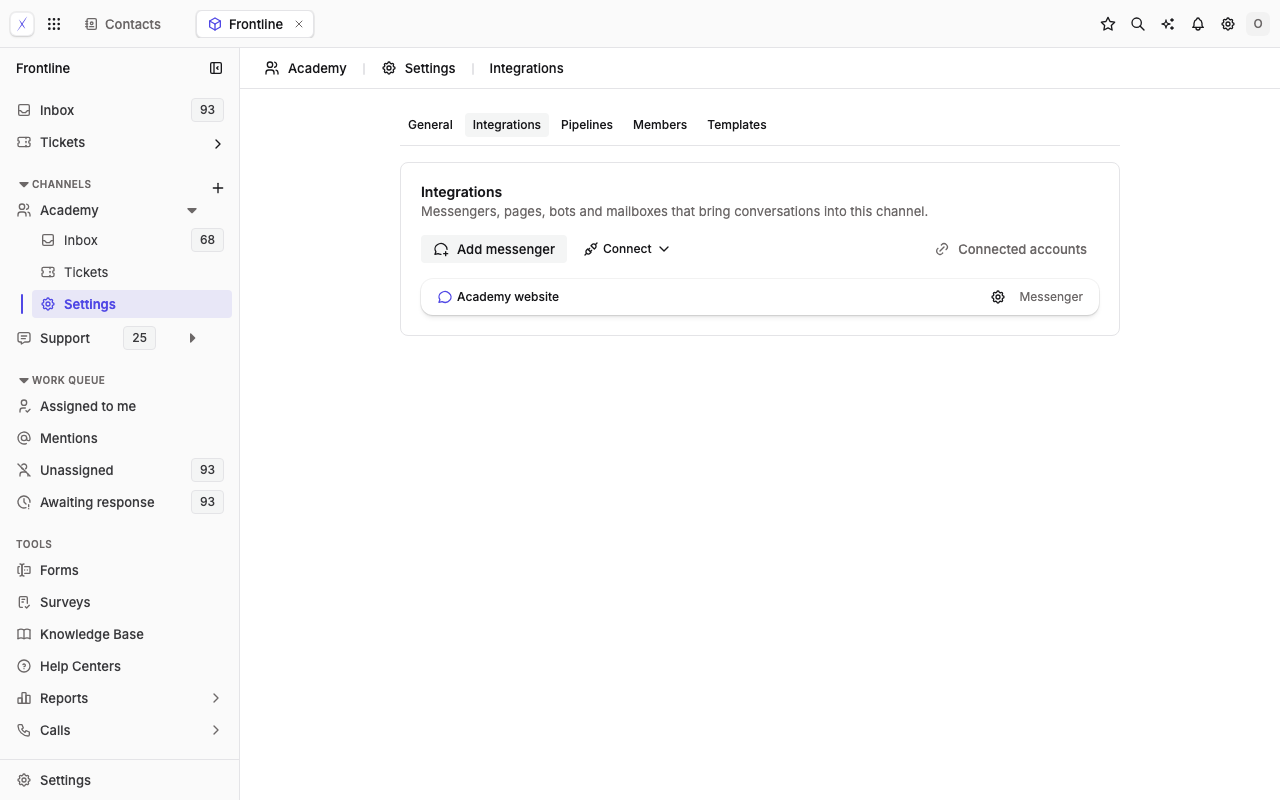 Contacts
Frontline
O
Frontline
Inbox 93
Tickets
CHANNELS
Academy
Inbox 68
Tickets
Settings
Support 25
WORK QUEUE
Assigned to me
Mentions
Unassigned 93
Awaiting response 93
TOOLS
Forms
Surveys
Knowledge Base
Help Centers
Reports
Calls
Settings
Academy | Settings | Integrations
General Integrations Pipelines Members Templates
Integrations
Messengers, pages, bots and mailboxes that bring conversations into this channel.
Add messenger Connect Connected accounts
Academy website Messenger